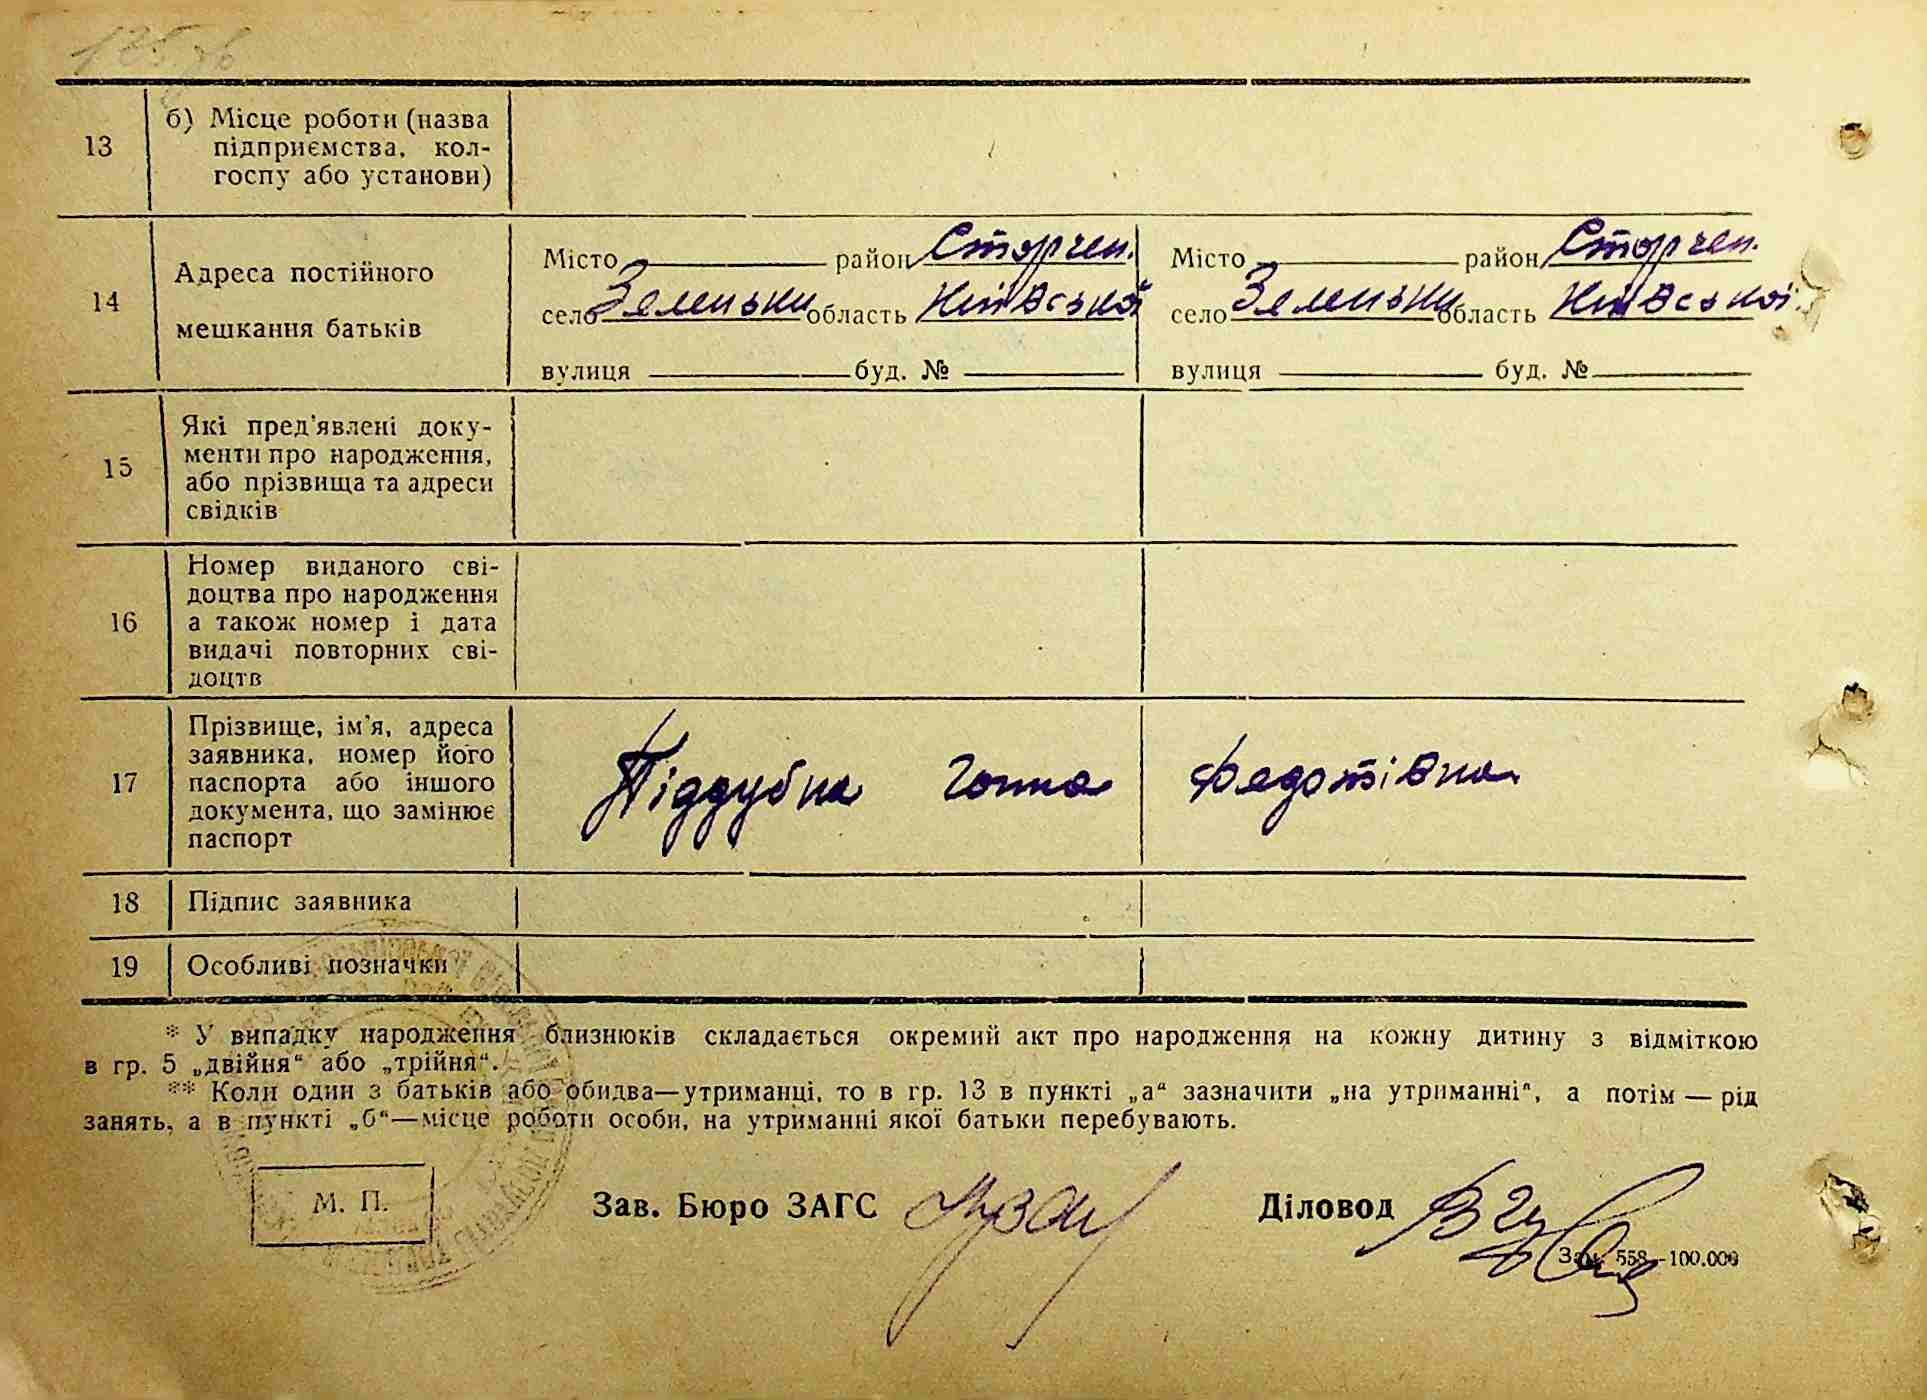 125 зв
13
б) Місце роботи (назва
підприємства, кол-
госпу або установи)
14
Адреса постійного
мешкання батьків
Місто район Сторчен.
село Зеленьки область Київської
вулиця буд. №
Місто район Сторчен.
село Зеленьки область Київської
вулиця буд. №
15
Які пред'явлені доку-
менти про народження,
або прізвища та адреси
свідків
16
Номер виданого сві-
доцтва про народження
а також номер і дата
видачі повторних сві-
доцтв
17
Прізвище, ім'я, адреса
заявника, номер його
паспорта або іншого
документа, що замінює
паспорт
Піддубна Ганна Федотівна
18
Підпис заявника
19
Особливі позначки
* У випадку народження близнюків складається окремий акт про народження на кожну дитину з відміткою
в гр. 5 „двійня“ або „трійня“.
** Коли один з батьків або обидва—утриманці, то в гр. 13 в пункті „а“ зазначити „на утриманні“, а потім — рід
занять, а в пункті „б“—місце роботи особи, на утриманні якої батьки перебувають.
М. П.
Зав. Бюро ЗАГС
Діловод
Зам. 558—100.000